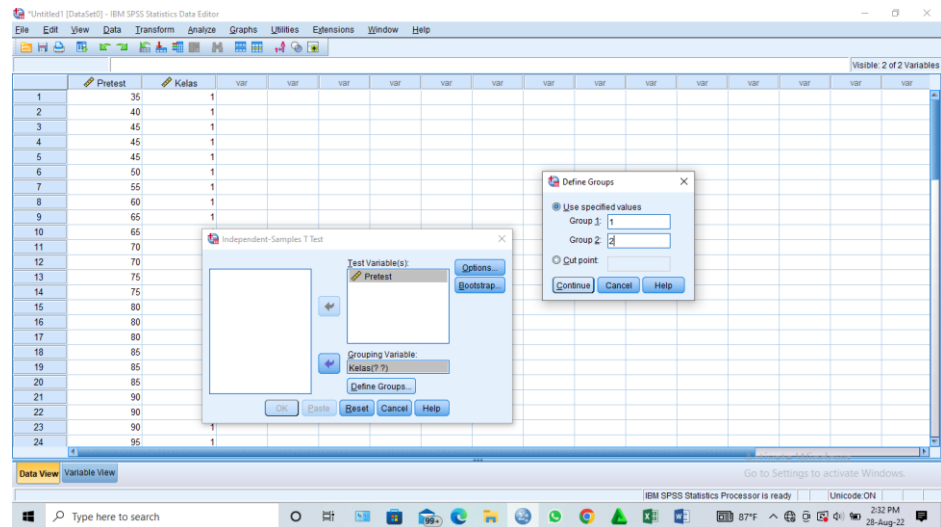 *Untitled1 [DataSet0] - IBM SPSS Statistics Data Editor
File Edit View Data Transform Analyze Graphs Utilities Extensions Window Help
Visible: 2 of 2 Variables
Pretest Kelas var var var var var var var var var var var var var
1 35 1
2 40 1
3 45 1
4 45 1
5 45 1
6 50 1
7 55 1
8 60 1
9 65 1
10 65
11 70
12 70
13 75
14 75
15 80
16 80
17 80
18 85
19 85
20 85
21 90
22 90
23 90 1
24 95 1
Independent-Samples T Test
Test Variable(s):
Pretest
Options...
Bootstrap...
Grouping Variable:
Kelas(? ?)
Define Groups...
OK Paste Reset Cancel Help
Define Groups
Use specified values
Group 1: 1
Group 2: 2
Cut point:
Continue Cancel Help
Go to Settings to activate Windows.
Data View Variable View
IBM SPSS Statistics Processor is ready Unicode:ON
Type here to search
99+
87°F
2:32 PM
28-Aug-22